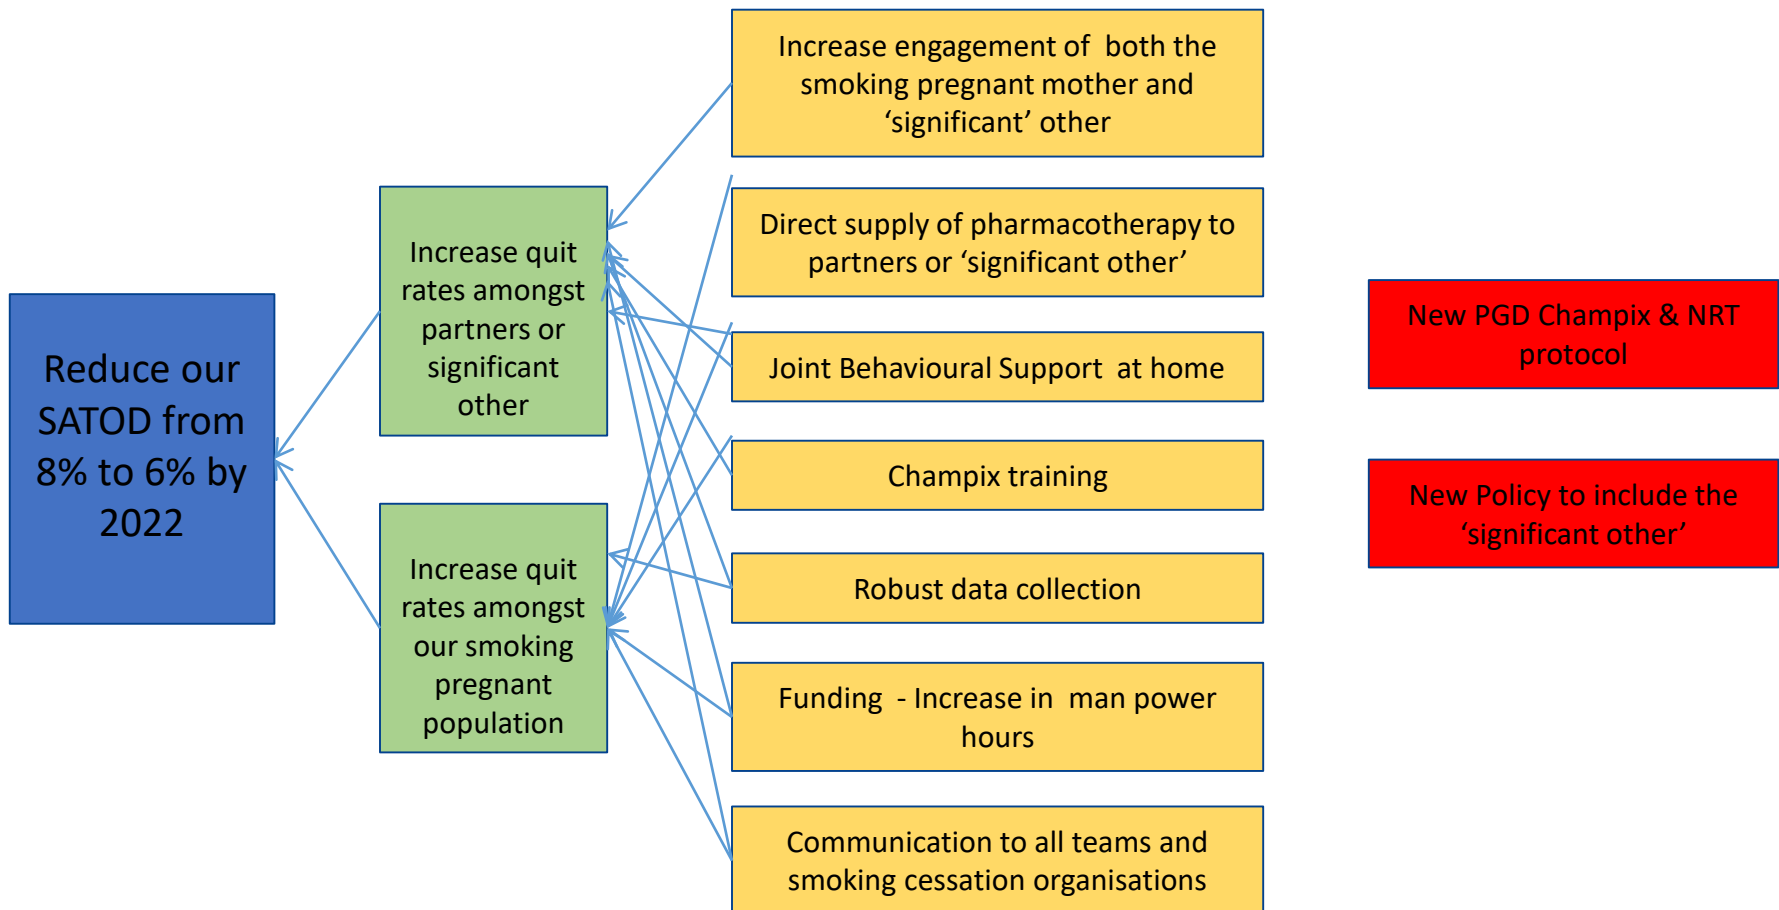 Reduce our
SATOD from
8% to 6% by
2022
Increase quit
rates amongst
partners or
significant
other
Increase quit
rates amongst
our smoking
pregnant
population
Increase engagement of  both the
smoking pregnant mother and
‘significant’ other
Direct supply of pharmacotherapy to
partners or ‘significant other’
Joint Behavioural Support  at home
Champix training
Robust data collection
Funding  - Increase in  man power
hours
Communication to all teams and
smoking cessation organisations
New PGD Champix & NRT
protocol
New Policy to include the
‘significant other’